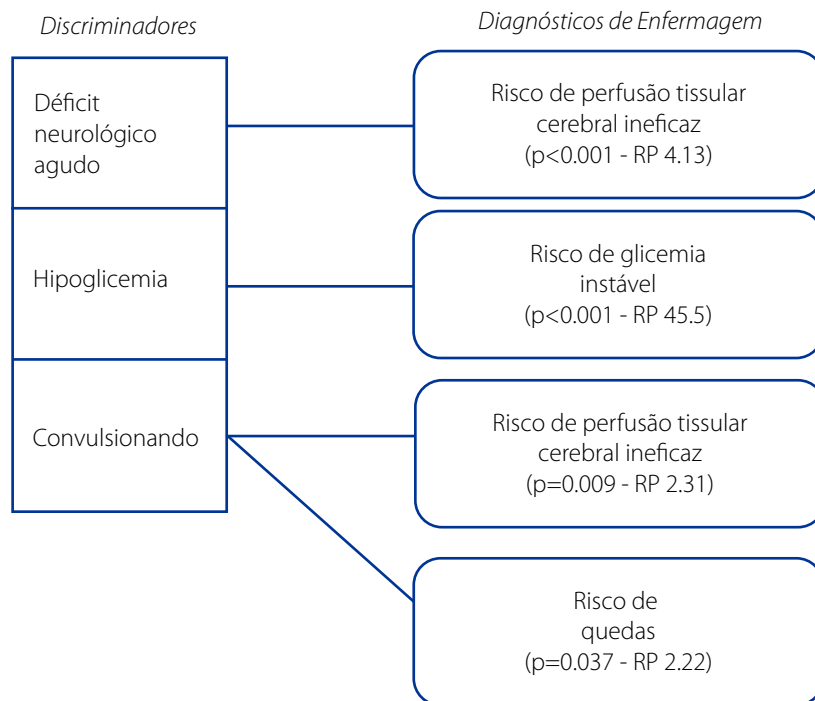 Discriminadores
Diagnósticos de Enfermagem
Déficit
neurológico
agudo
Risco de perfusão tissular
cerebral ineficaz
(p<0.001 - RP 4.13)
Hipoglicemia
Risco de glicemia
instável
(p<0.001 - RP 45.5)
Convulsionando
Risco de perfusão tissular
cerebral ineficaz
(p=0.009 - RP 2.31)
Risco de
quedas
(p=0.037 - RP 2.22)